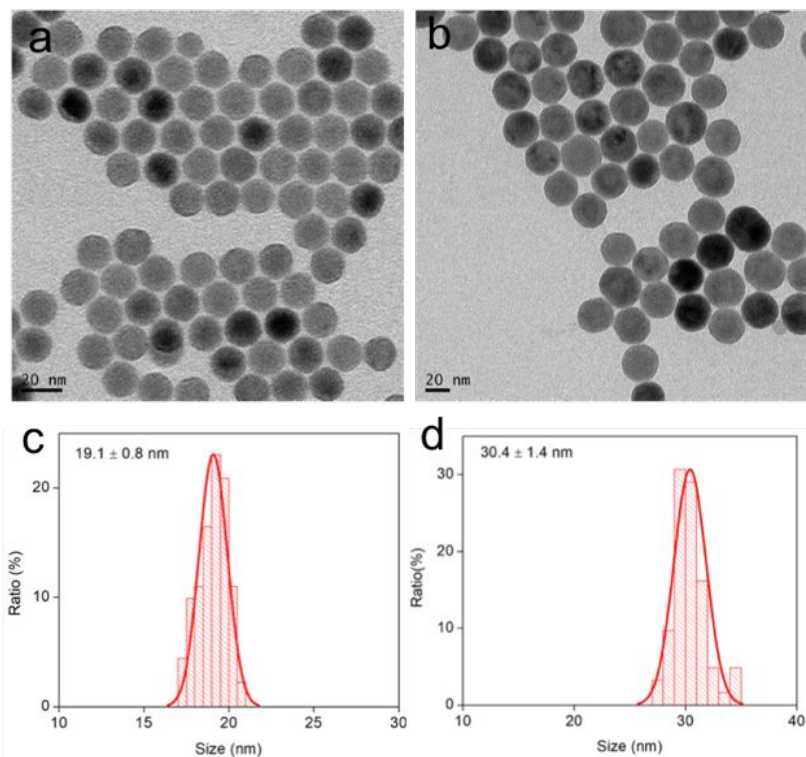 a
b
20 nm
20 nm
c
19.1 ± 0.8 nm
20
10
0
Ratio (%)
10 15 20 25 30
Size (nm)
d
30.4 ± 1.4 nm
30
20
10
0
Ratio(%)
10 20 30 40
Size (nm)